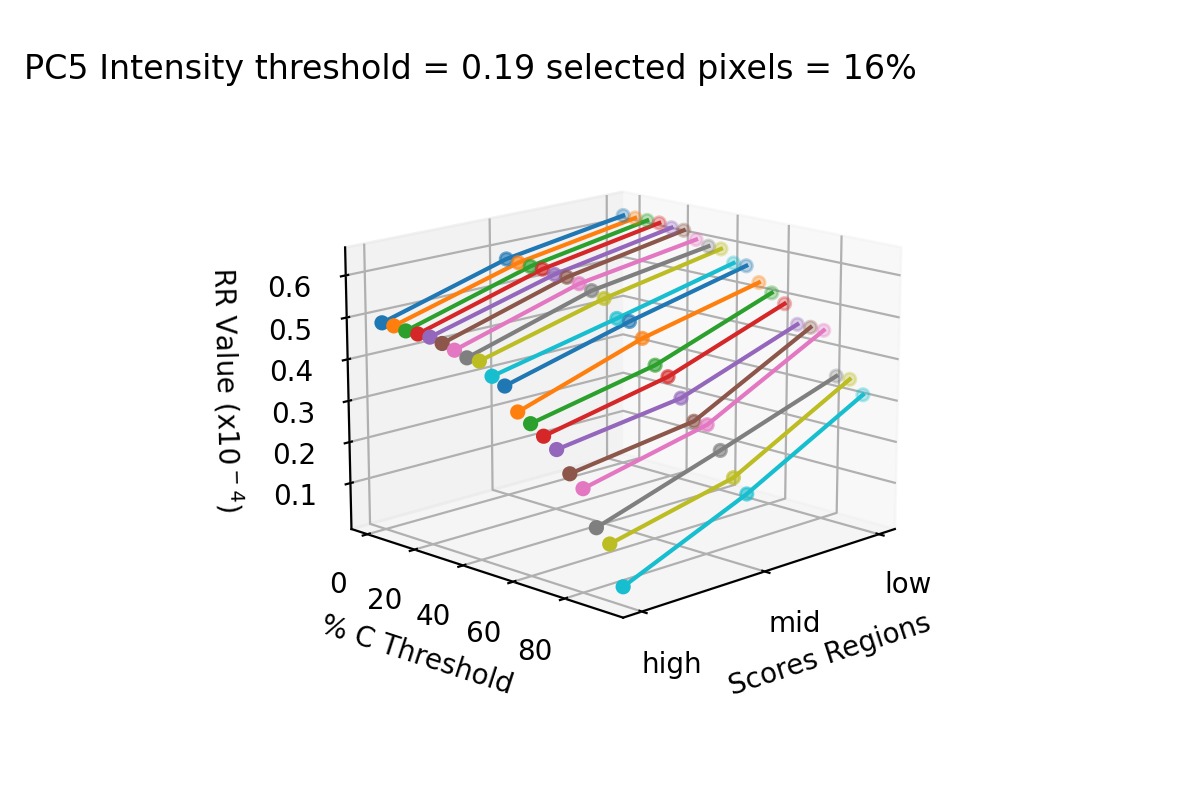 PC5 Intensity threshold = 0.19 selected pixels = 16%
RR Value (x10⁻⁴)
0.6
0.5
0.4
0.3
0.2
0.1
0
20
40
60
80
% C Threshold
high
mid
low
Scores Regions